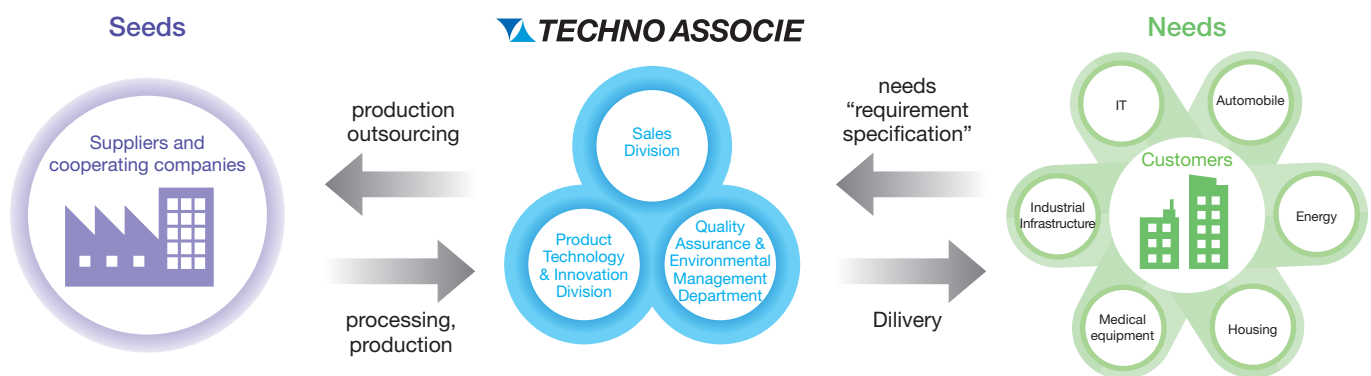 Seeds
TECHNO ASSOCIE
Needs
Suppliers and
cooperating companies
production
outsourcing
processing,
production
Sales
Division
Product
Technology
& Innovation
Division
Quality
Assurance &
Environmental
Management
Department
needs
“requirement
specification”
Dilivery
Customers
IT
Automobile
Industrial
Infrastructure
Energy
Medical
equipment
Housing